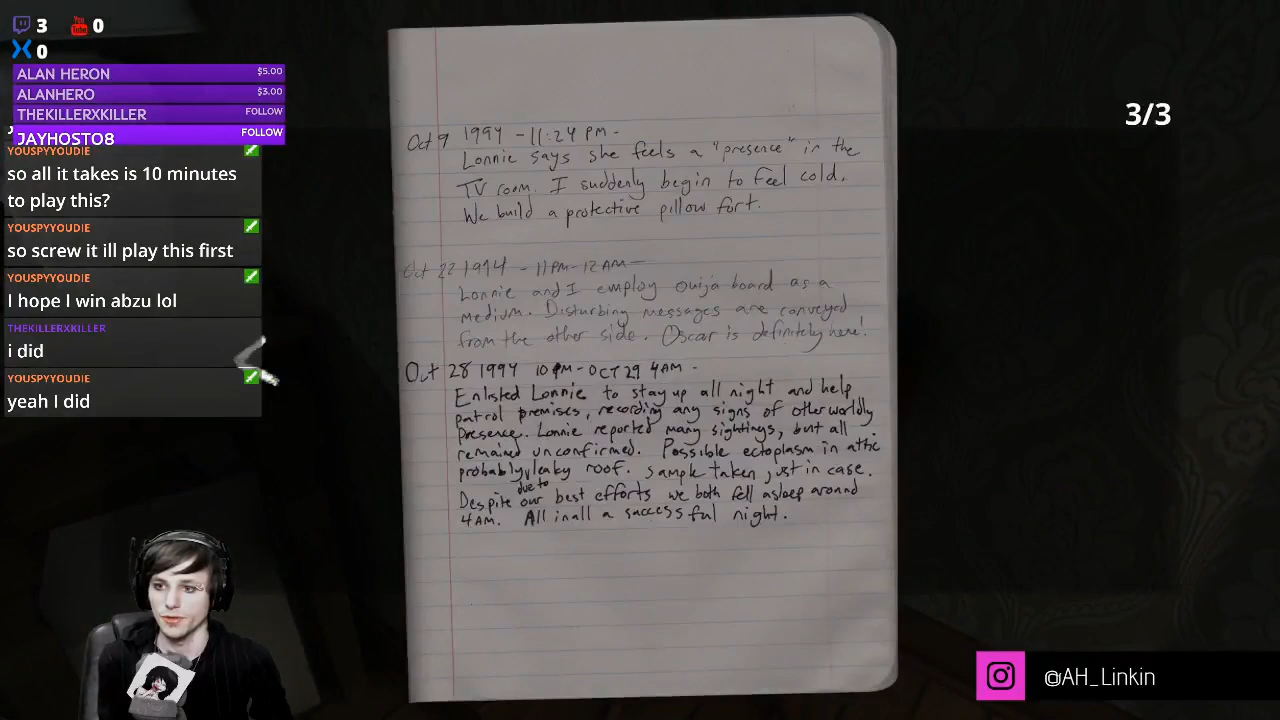 3
0
0
ALAN HERON $5.00
ALANHERO $3.00
THEKILLERXKILLER FOLLOW
JAYHOSTO8 FOLLOW
YOUSPYYOUDIE
so all it takes is 10 minutes
to play this?
YOUSPYYOUDIE
so screw it ill play this first
YOUSPYYOUDIE
I hope I win abzu lol
THEKILLERXKILLER
i did
YOUSPYYOUDIE
yeah I did
Oct 9 1994 - 11:24 PM -
Lonnie says she feels a "presence" in the
TV room. I suddenly begin to feel cold.
We build a protective pillow fort.
Oct 22 1994 - 11PM-12AM -
Lonnie and I employ ouija board as a
medium. Disturbing messages are conveyed
from the other side. Oscar is definitely here!
Oct 28 1994 10PM - OCT 29 4AM -
Enlisted Lonnie to stay up all night and help
patrol premises, recording any signs of otherworldly
presence. Lonnie reported many sightings, but all
remained unconfirmed. Possible ectoplasm in attic
probably due to leaky roof. Sample taken just in case.
Despite our best efforts we both fell asleep around
4AM. All in all a successful night.
3/3
@AH_Linkin